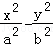 x²/a² - y²/b²